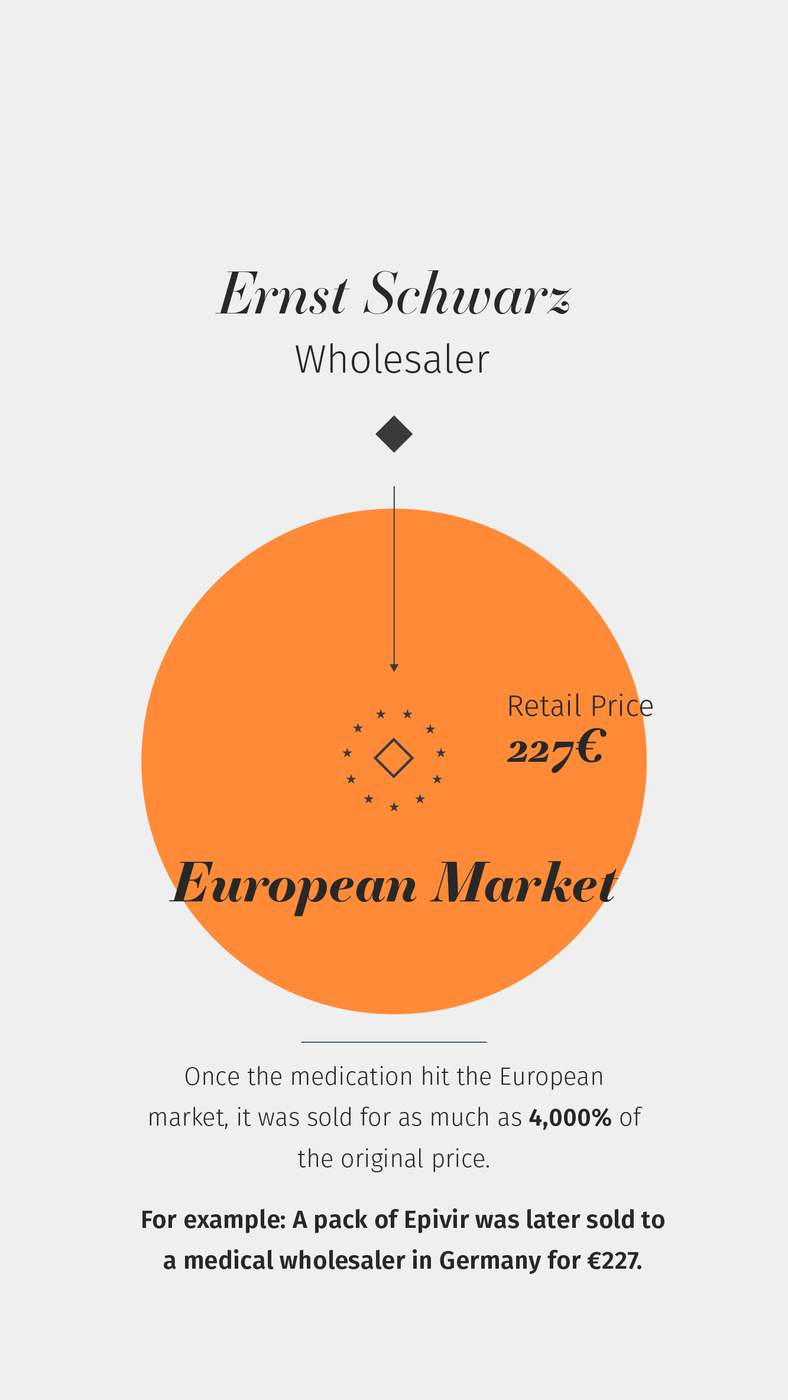 Ernst Schwarz
Wholesaler
Retail Price
227€
European Market
Once the medication hit the European
market, it was sold for as much as 4,000% of
the original price.
For example: A pack of Epivir was later sold to
a medical wholesaler in Germany for €227.